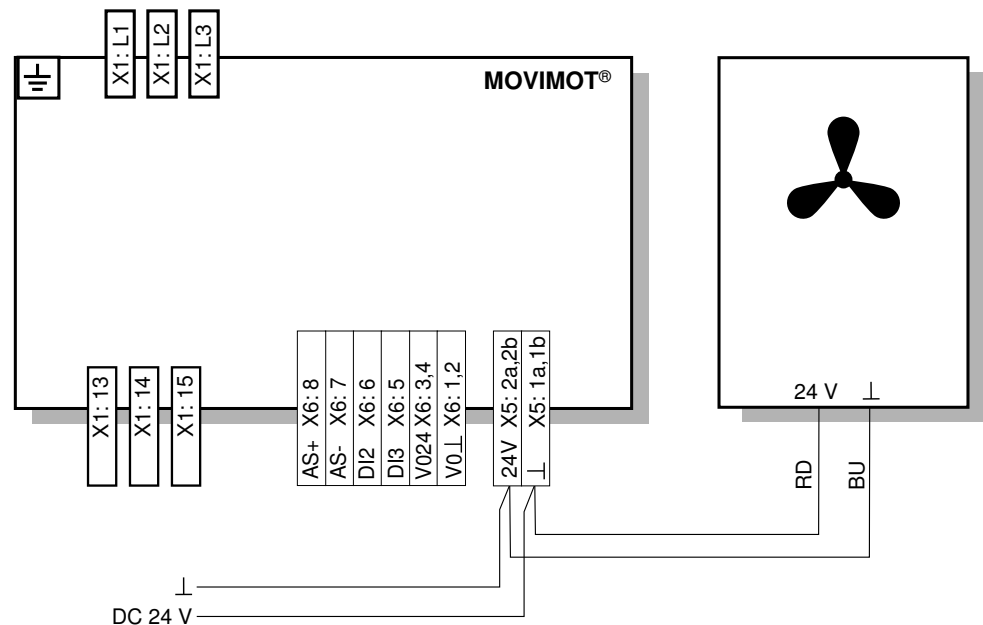 X1: L1
X1: L2
X1: L3
MOVIMOT®
X1: 13
X1: 14
X1: 15
AS+ X6: 8
AS- X6: 7
DI2 X6: 6
DI3 X6: 5
V024 X6: 3,4
V0⊥ X6: 1,2
24V X5: 2a,2b
⊥ X5: 1a,1b
24 V ⊥
RD
BU
⊥
DC 24 V